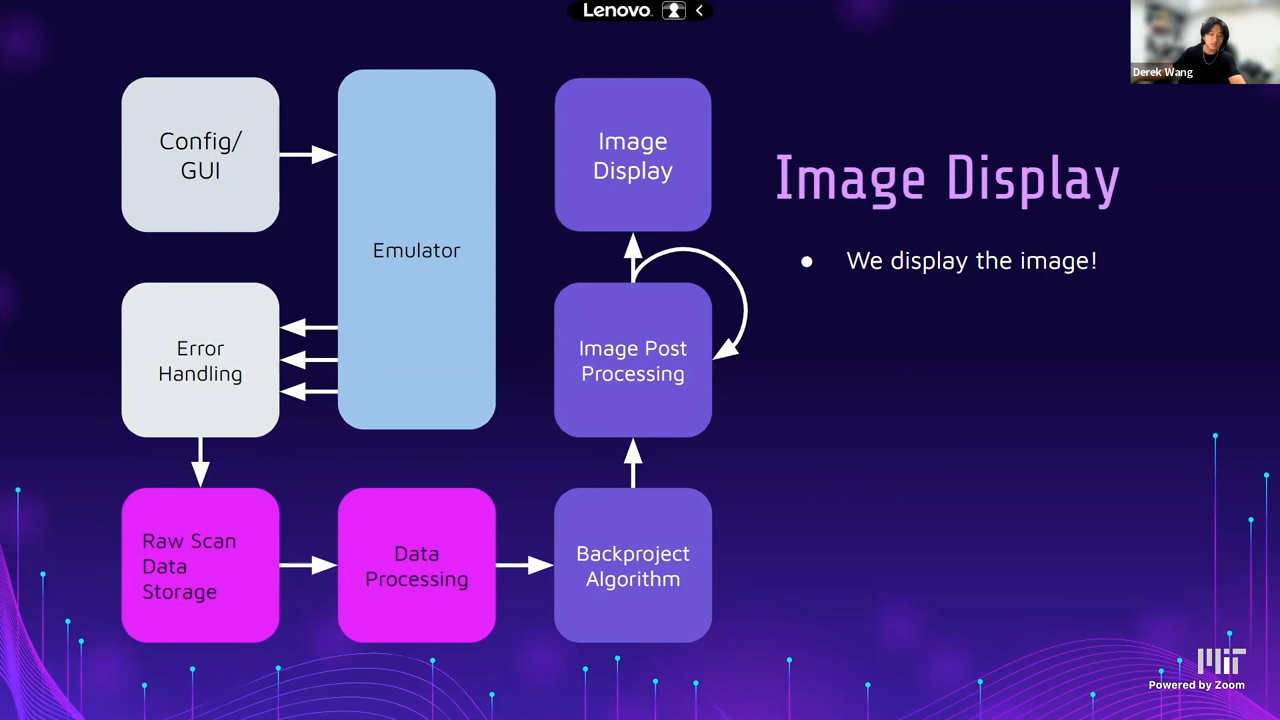 Lenovo
Derek Wang
Config/
GUI
Emulator
Image
Display
Image Display
We display the image!
Error
Handling
Image Post
Processing
Raw Scan
Data
Storage
Data
Processing
Backproject
Algorithm
MIT
Powered by Zoom